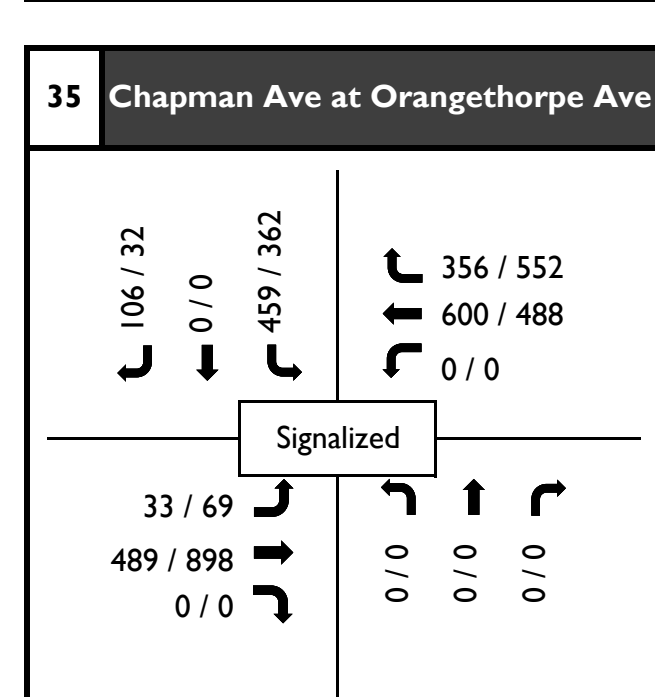 35 Chapman Ave at Orangethorpe Ave
106 / 32
0 / 0
459 / 362
356 / 552
600 / 488
0 / 0
Signalized
33 / 69
489 / 898
0 / 0
0 / 0
0 / 0
0 / 0